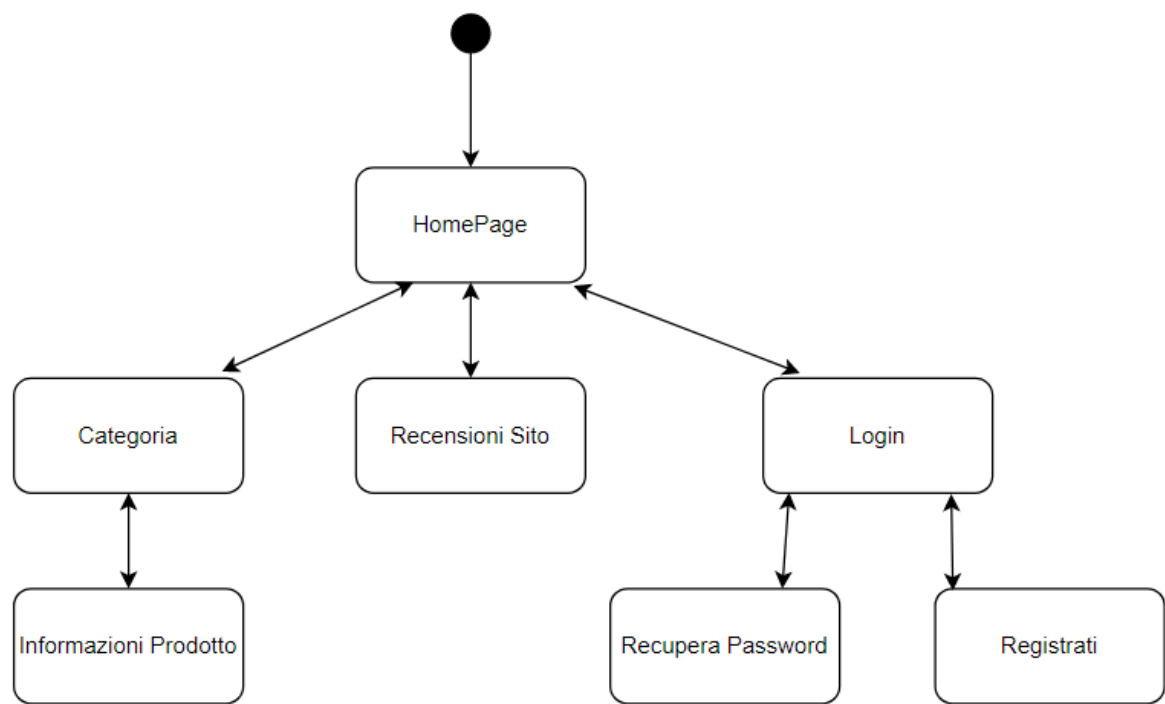 HomePage
Categoria
Recensioni Sito
Login
Informazioni Prodotto
Recupera Password
Registrati